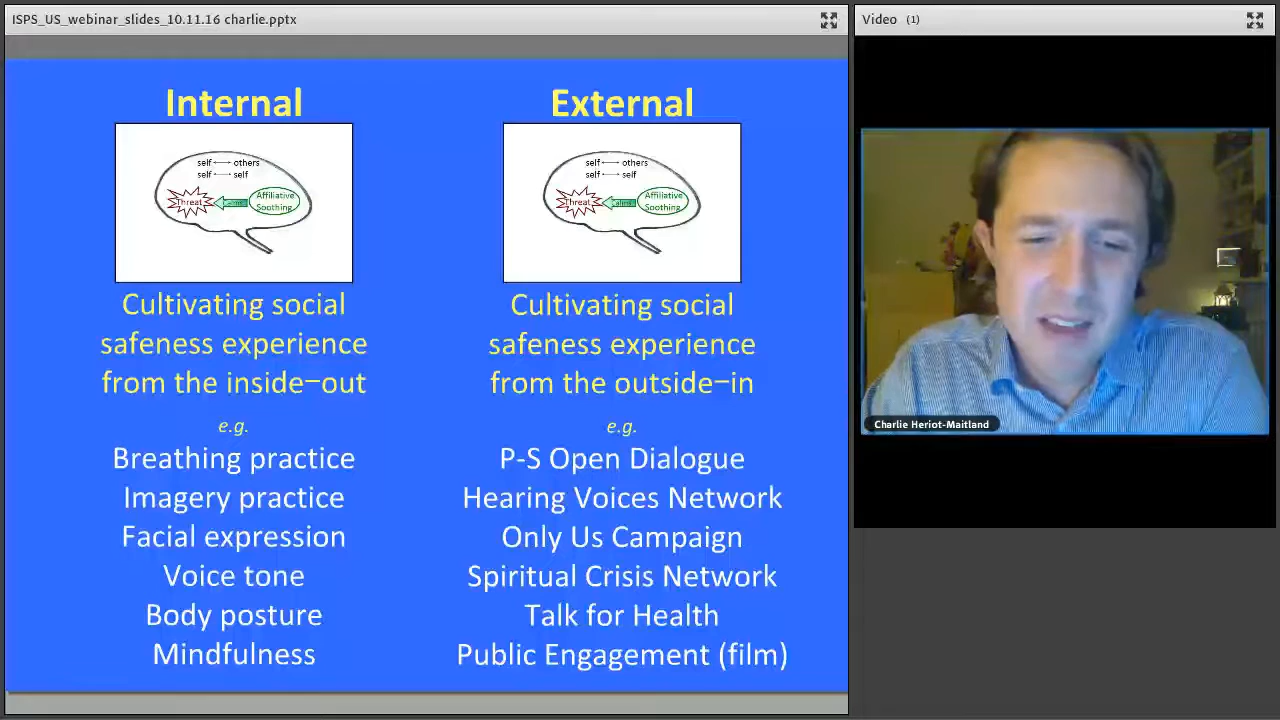 ISPS_US_webinar_slides_10.11.16 charlie.pptx
Video (1)
Internal
self ⟷ others
self ⟷ self
Threat
calms
Affiliative
Soothing
Cultivating social
safeness experience
from the inside–out
e.g.
Breathing practice
Imagery practice
Facial expression
Voice tone
Body posture
Mindfulness
External
self ⟷ others
self ⟷ self
Threat
calms
Affiliative
Soothing
Cultivating social
safeness experience
from the outside–in
e.g.
P-S Open Dialogue
Hearing Voices Network
Only Us Campaign
Spiritual Crisis Network
Talk for Health
Public Engagement (film)
Charlie Heriot-Maitland